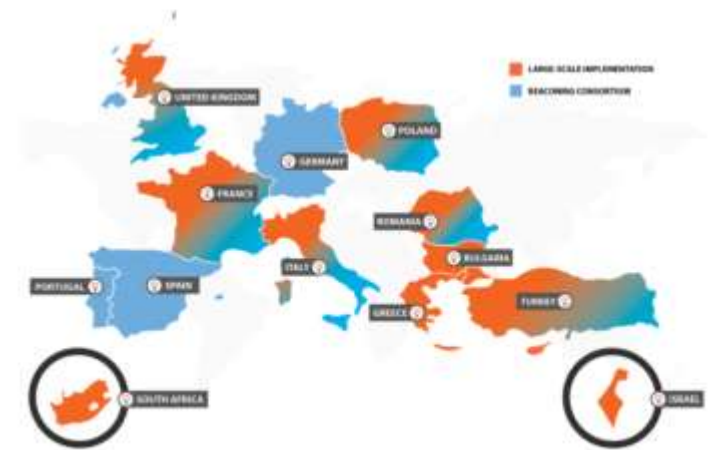 LARGE-SCALE IMPLEMENTATION
BEACONING CONSORTIUM
UNITED KINGDOM
POLAND
GERMANY
FRANCE
ROMANIA
BULGARIA
ITALY
PORTUGAL
SPAIN
TURKEY
GREECE
SOUTH AFRICA
ISRAEL